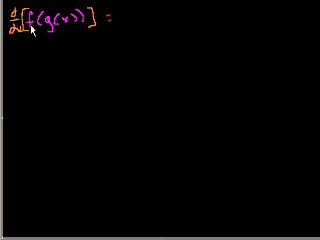 d/dx [f(g(x))] =